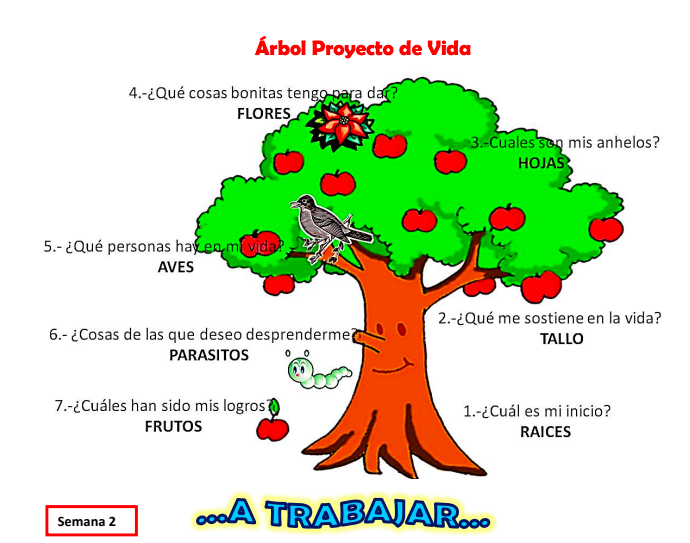 Árbol Proyecto de Vida
4.-¿Qué cosas bonitas tengo para dar?
FLORES
3.-Cuales son mis anhelos?
HOJAS
5.- ¿Qué personas hay en mi vida?
AVES
2.-¿Qué me sostiene en la vida?
TALLO
6.- ¿Cosas de las que deseo desprenderme?
PARASITOS
7.-¿Cuáles han sido mis logros?
FRUTOS
1.-¿Cuál es mi inicio?
RAICES
Semana 2
...A TRABAJAR...